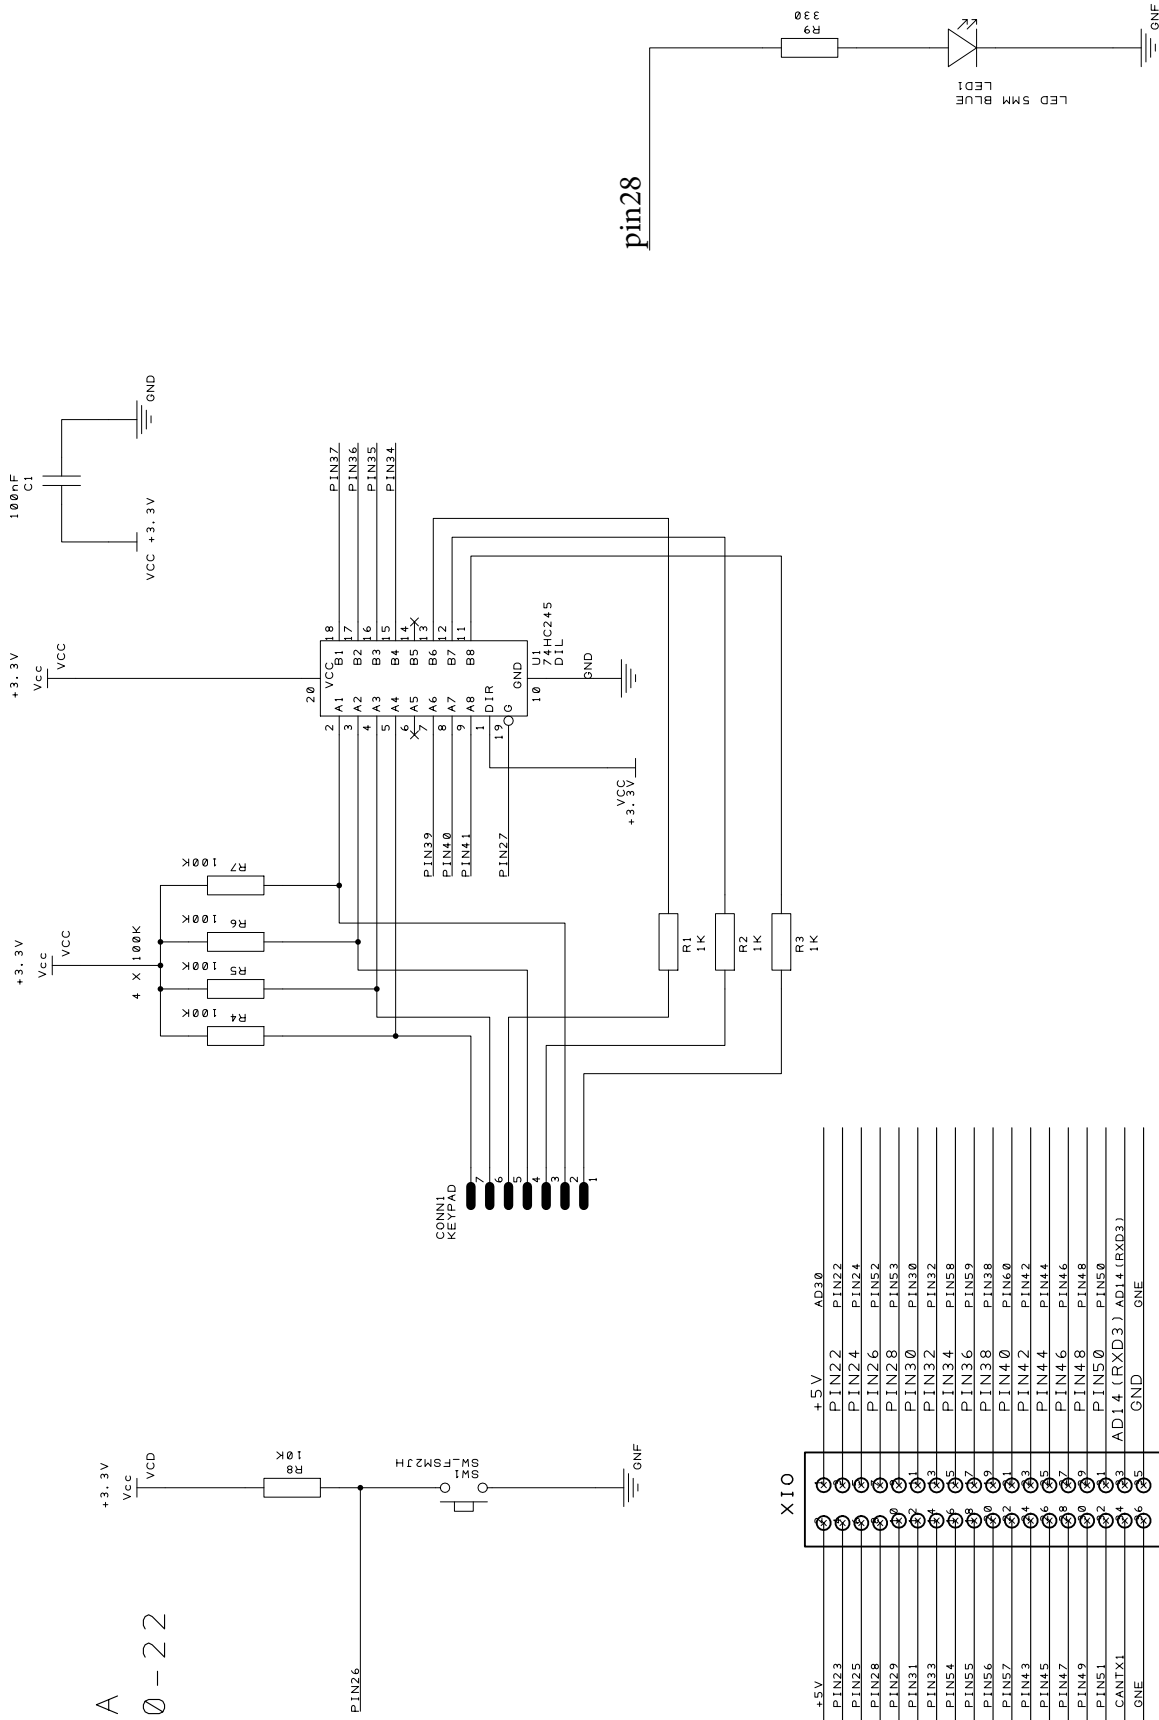 330
R9
GNF
LED1
LED 5MM BLUE
pin28
100nF
C1
GND
VCC +3.3V
PIN37
PIN36
PIN35
PIN34
+3.3V
Vcc
VCC
20
VCC
2 A1 B1 18
3 A2 B2 17
4 A3 B3 16
5 A4 B4 15
6 A5 B5 14
7 A6 B6 13
8 A7 B7 12
9 A8 B8 11
1 DIR
19 G
GND
10
U1
74HC245
DIL
GND
PIN39
PIN40
PIN41
PIN27
VCC
+3.3V
+3.3V
Vcc
VCC
4 X 100K
100K R7
100K R6
100K R5
100K R4
R1
1K
R2
1K
R3
1K
CONN1
KEYPAD
7
6
5
4
3
2
1
+3.3V
Vcc
VCD
10K
R8
SW1
SW_FSM2JH
GNF
PIN26
A
0-22
XIO
+5V AD30
PIN22 PIN22
PIN24 PIN24
PIN26 PIN52
PIN28 PIN53
PIN30 PIN30
PIN32 PIN32
PIN34 PIN58
PIN36 PIN59
PIN38 PIN38
PIN40 PIN60
PIN42 PIN42
PIN44 PIN44
PIN46 PIN46
PIN48 PIN48
PIN50 PIN50
AD14(RXD3) AD14(RXD3)
GND GNE
+5V
PIN23
PIN25
PIN28
PIN29
PIN31
PIN33
PIN54
PIN55
PIN56
PIN57
PIN43
PIN45
PIN47
PIN49
PIN51
CANTX1
GNE